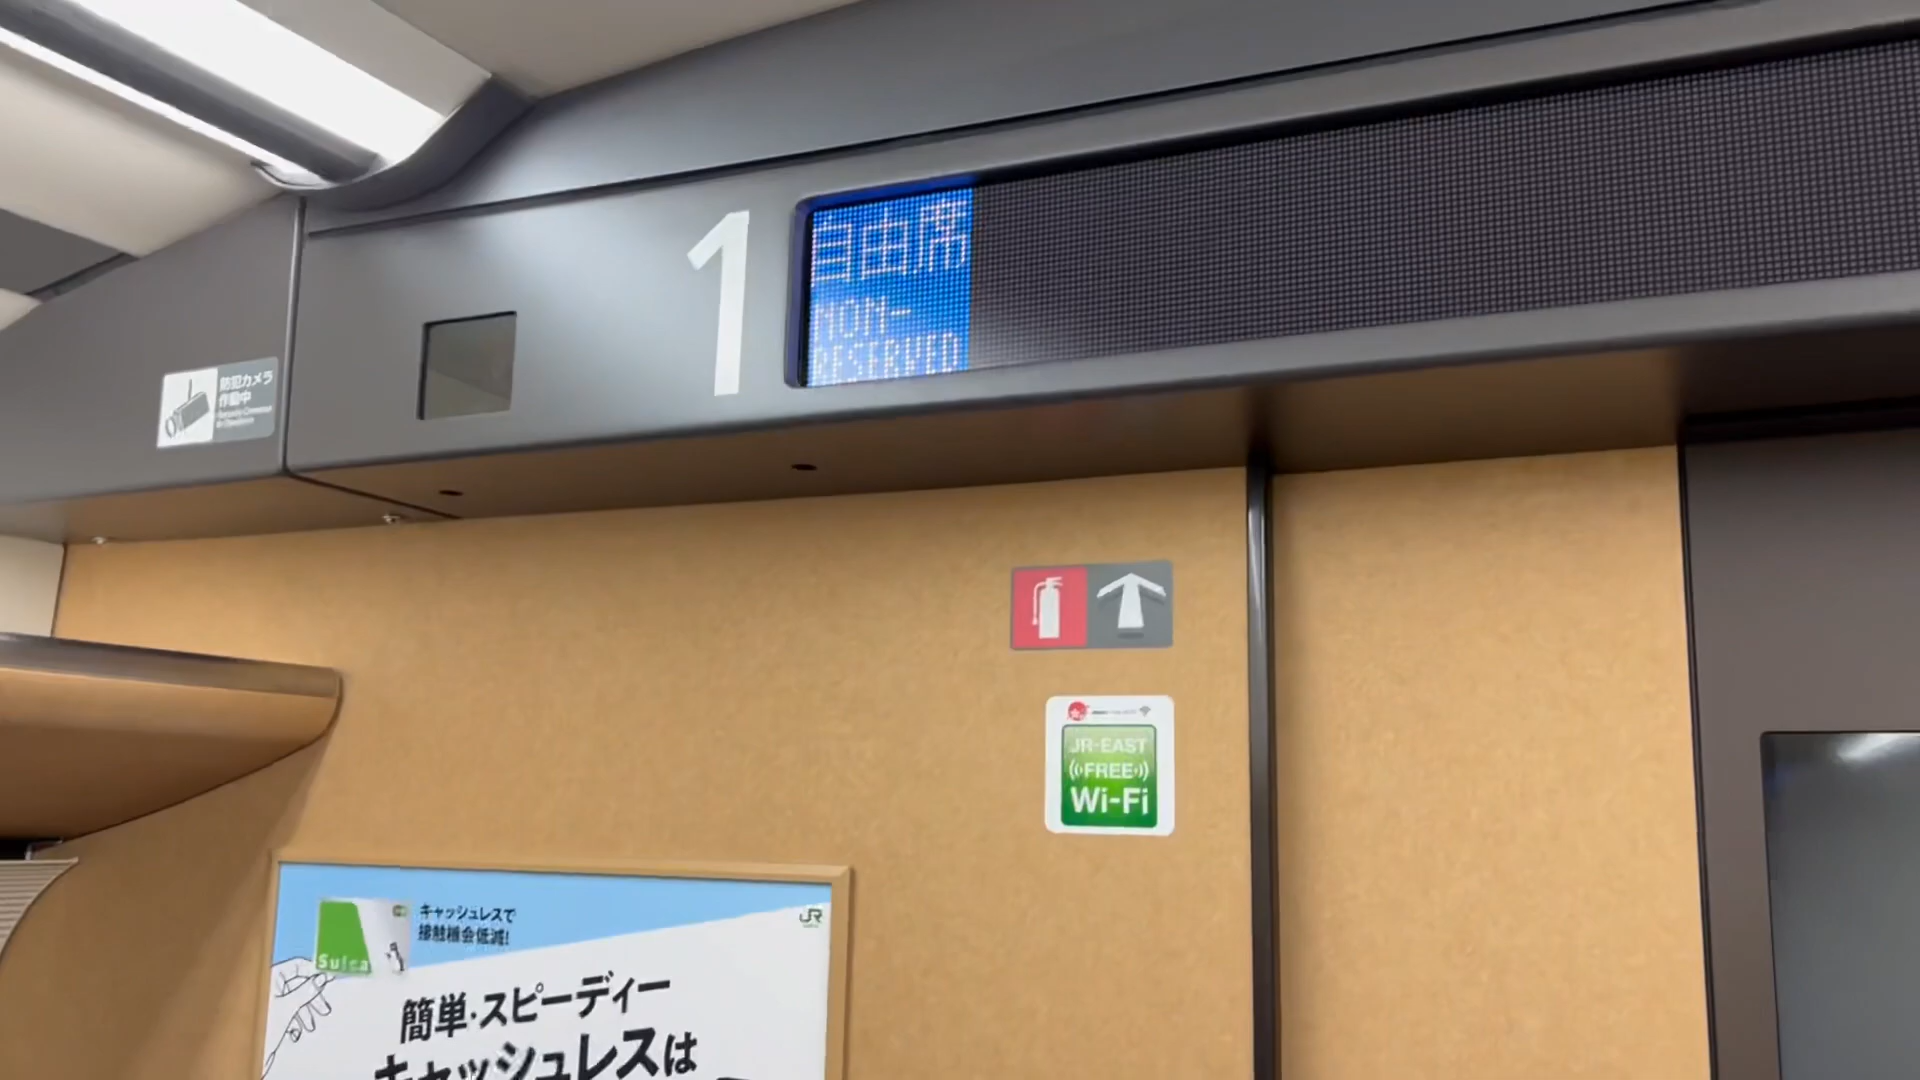 1
自由席
NON-
RESERVED
防犯カメラ
作動中
JR-EAST
FREE
Wi-Fi
Suica
キャッシュレスで
接触機会低減!
JR
簡単・スピーディー
キャッシュレスは